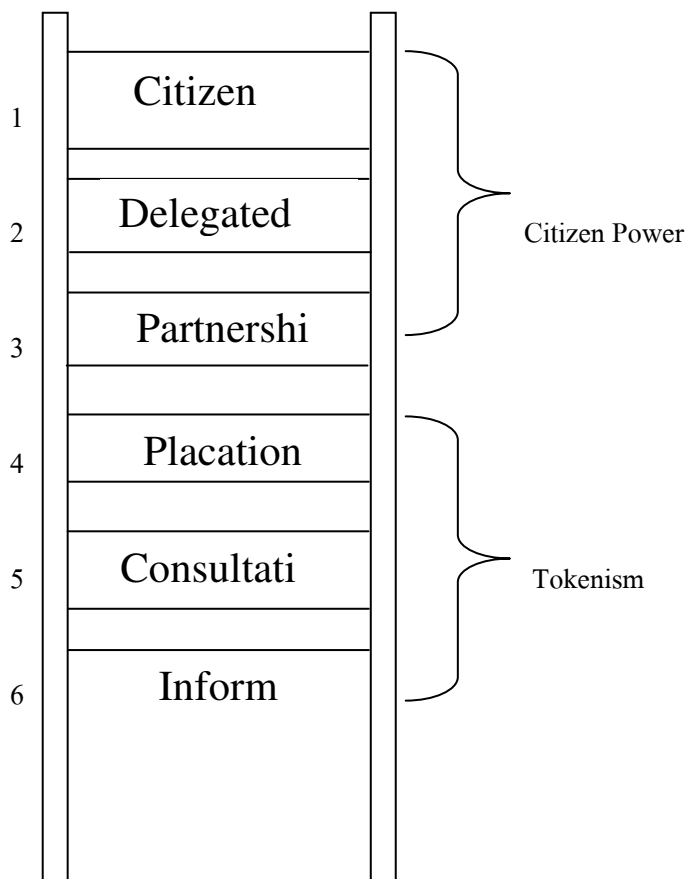 Citizen
1
Delegated
2
Citizen Power
Partnershi
3
Placation
4
Consultati
5
Tokenism
Inform
6